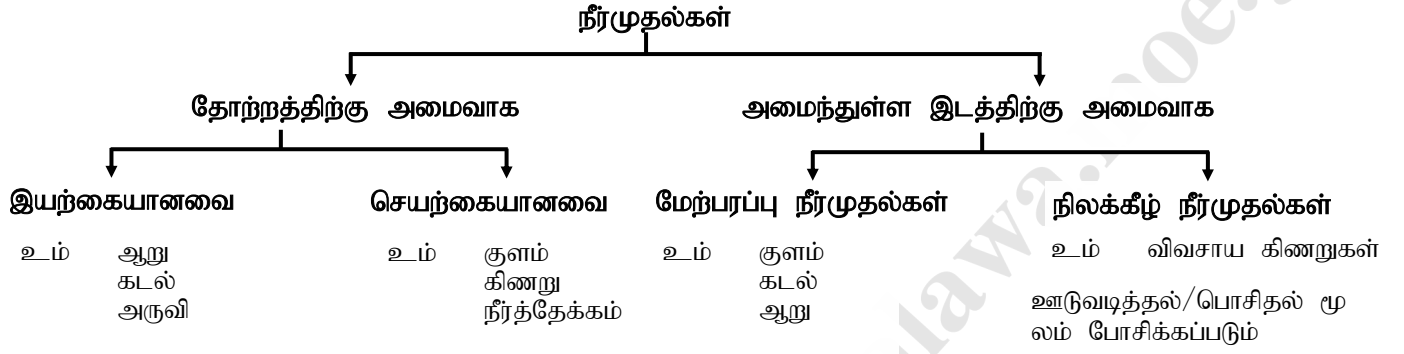 நீர்முதல்கள்
தோற்றத்திற்கு அமைவாக
அமைந்துள்ள இடத்திற்கு அமைவாக
இயற்கையானவை
செயற்கையானவை
மேற்பரப்பு நீர்முதல்கள்
நிலக்கீழ் நீர்முதல்கள்
உம் ஆறு
கடல்
அருவி
உம் குளம்
கிணறு
நீர்த்தேக்கம்
உம் குளம்
கடல்
ஆறு
உம் விவசாய கிணறுகள்
ஊடுவடித்தல்/பொசிதல் மூ
லம் போசிக்கப்படும்